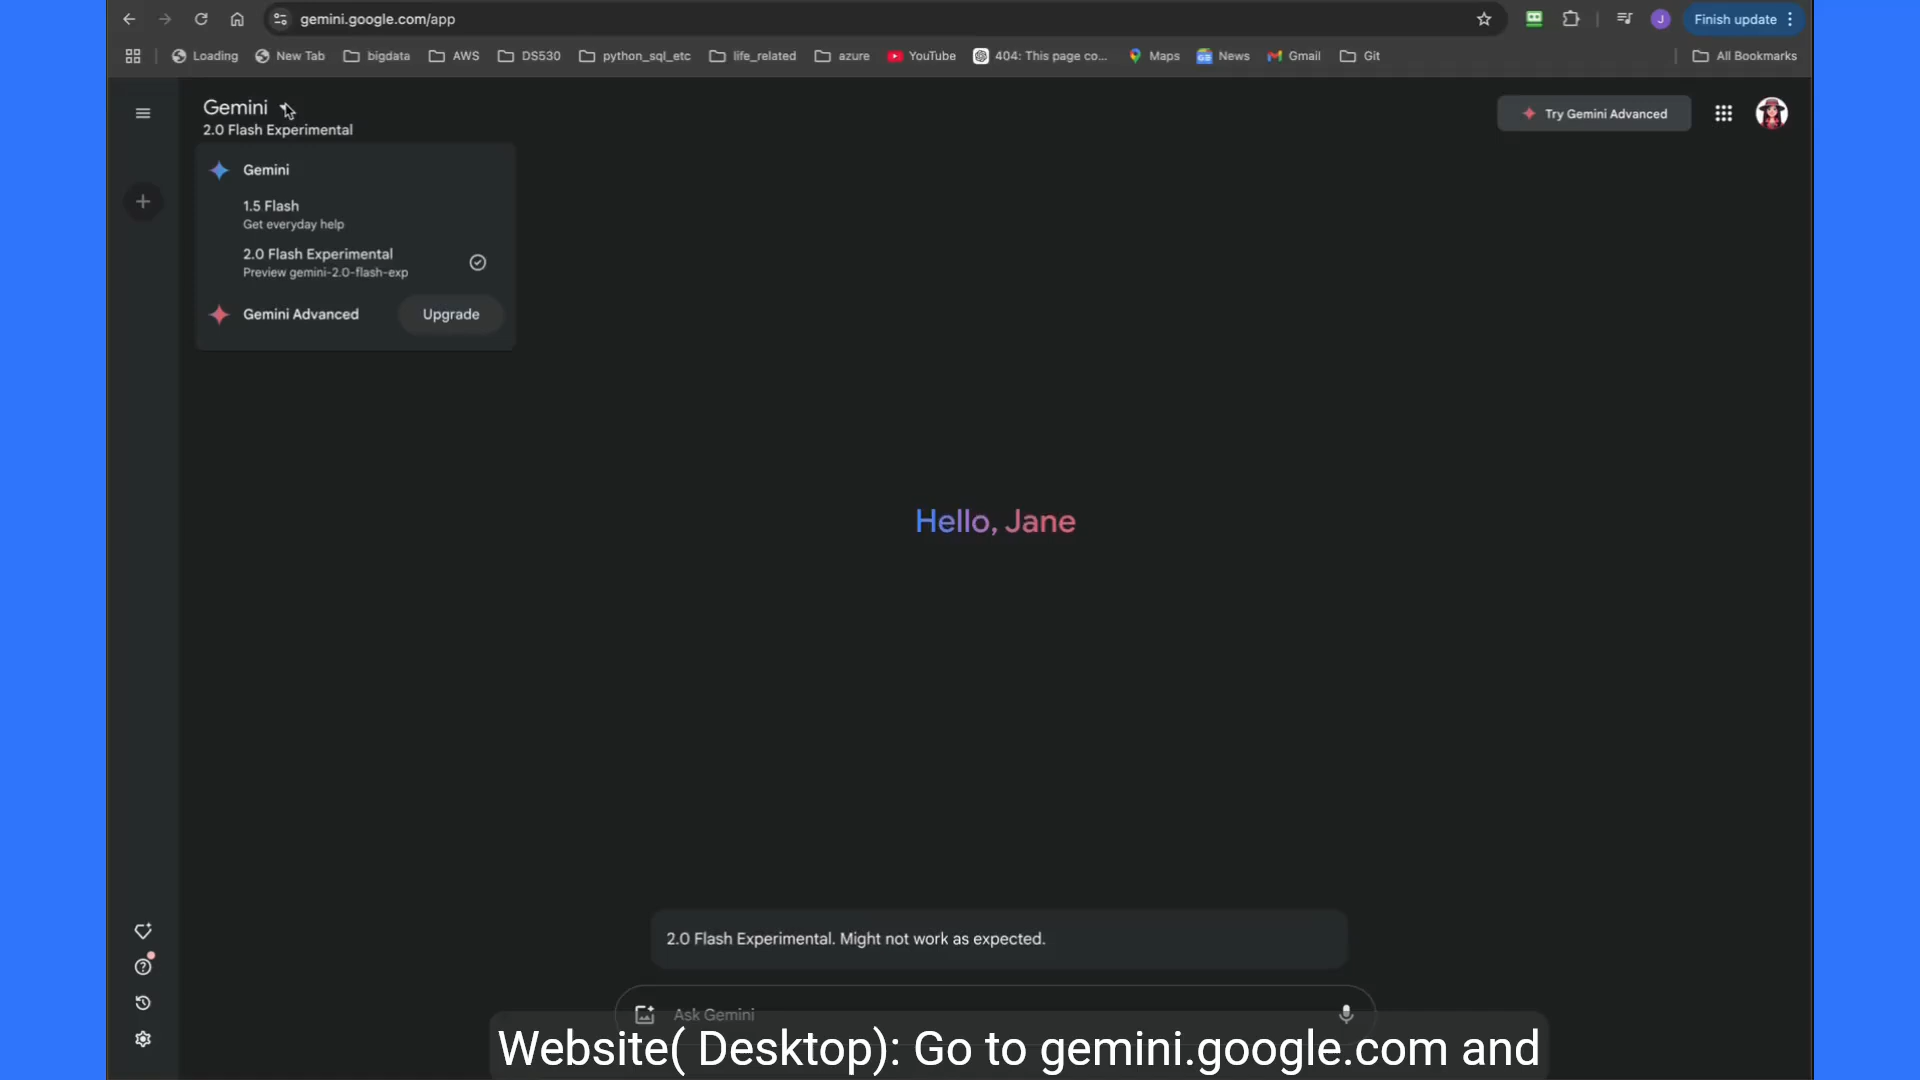 gemini.google.com/app
J
Finish update
Loading
New Tab
bigdata
AWS
DS530
python_sql_etc
life_related
azure
YouTube
404: This page co...
Maps
News
Gmail
Git
All Bookmarks
Gemini
2.0 Flash Experimental
Try Gemini Advanced
Gemini
1.5 Flash
Get everyday help
2.0 Flash Experimental
Preview gemini-2.0-flash-exp
Gemini Advanced
Upgrade
Hello, Jane
2.0 Flash Experimental. Might not work as expected.
Ask Gemini
Website( Desktop): Go to gemini.google.com and